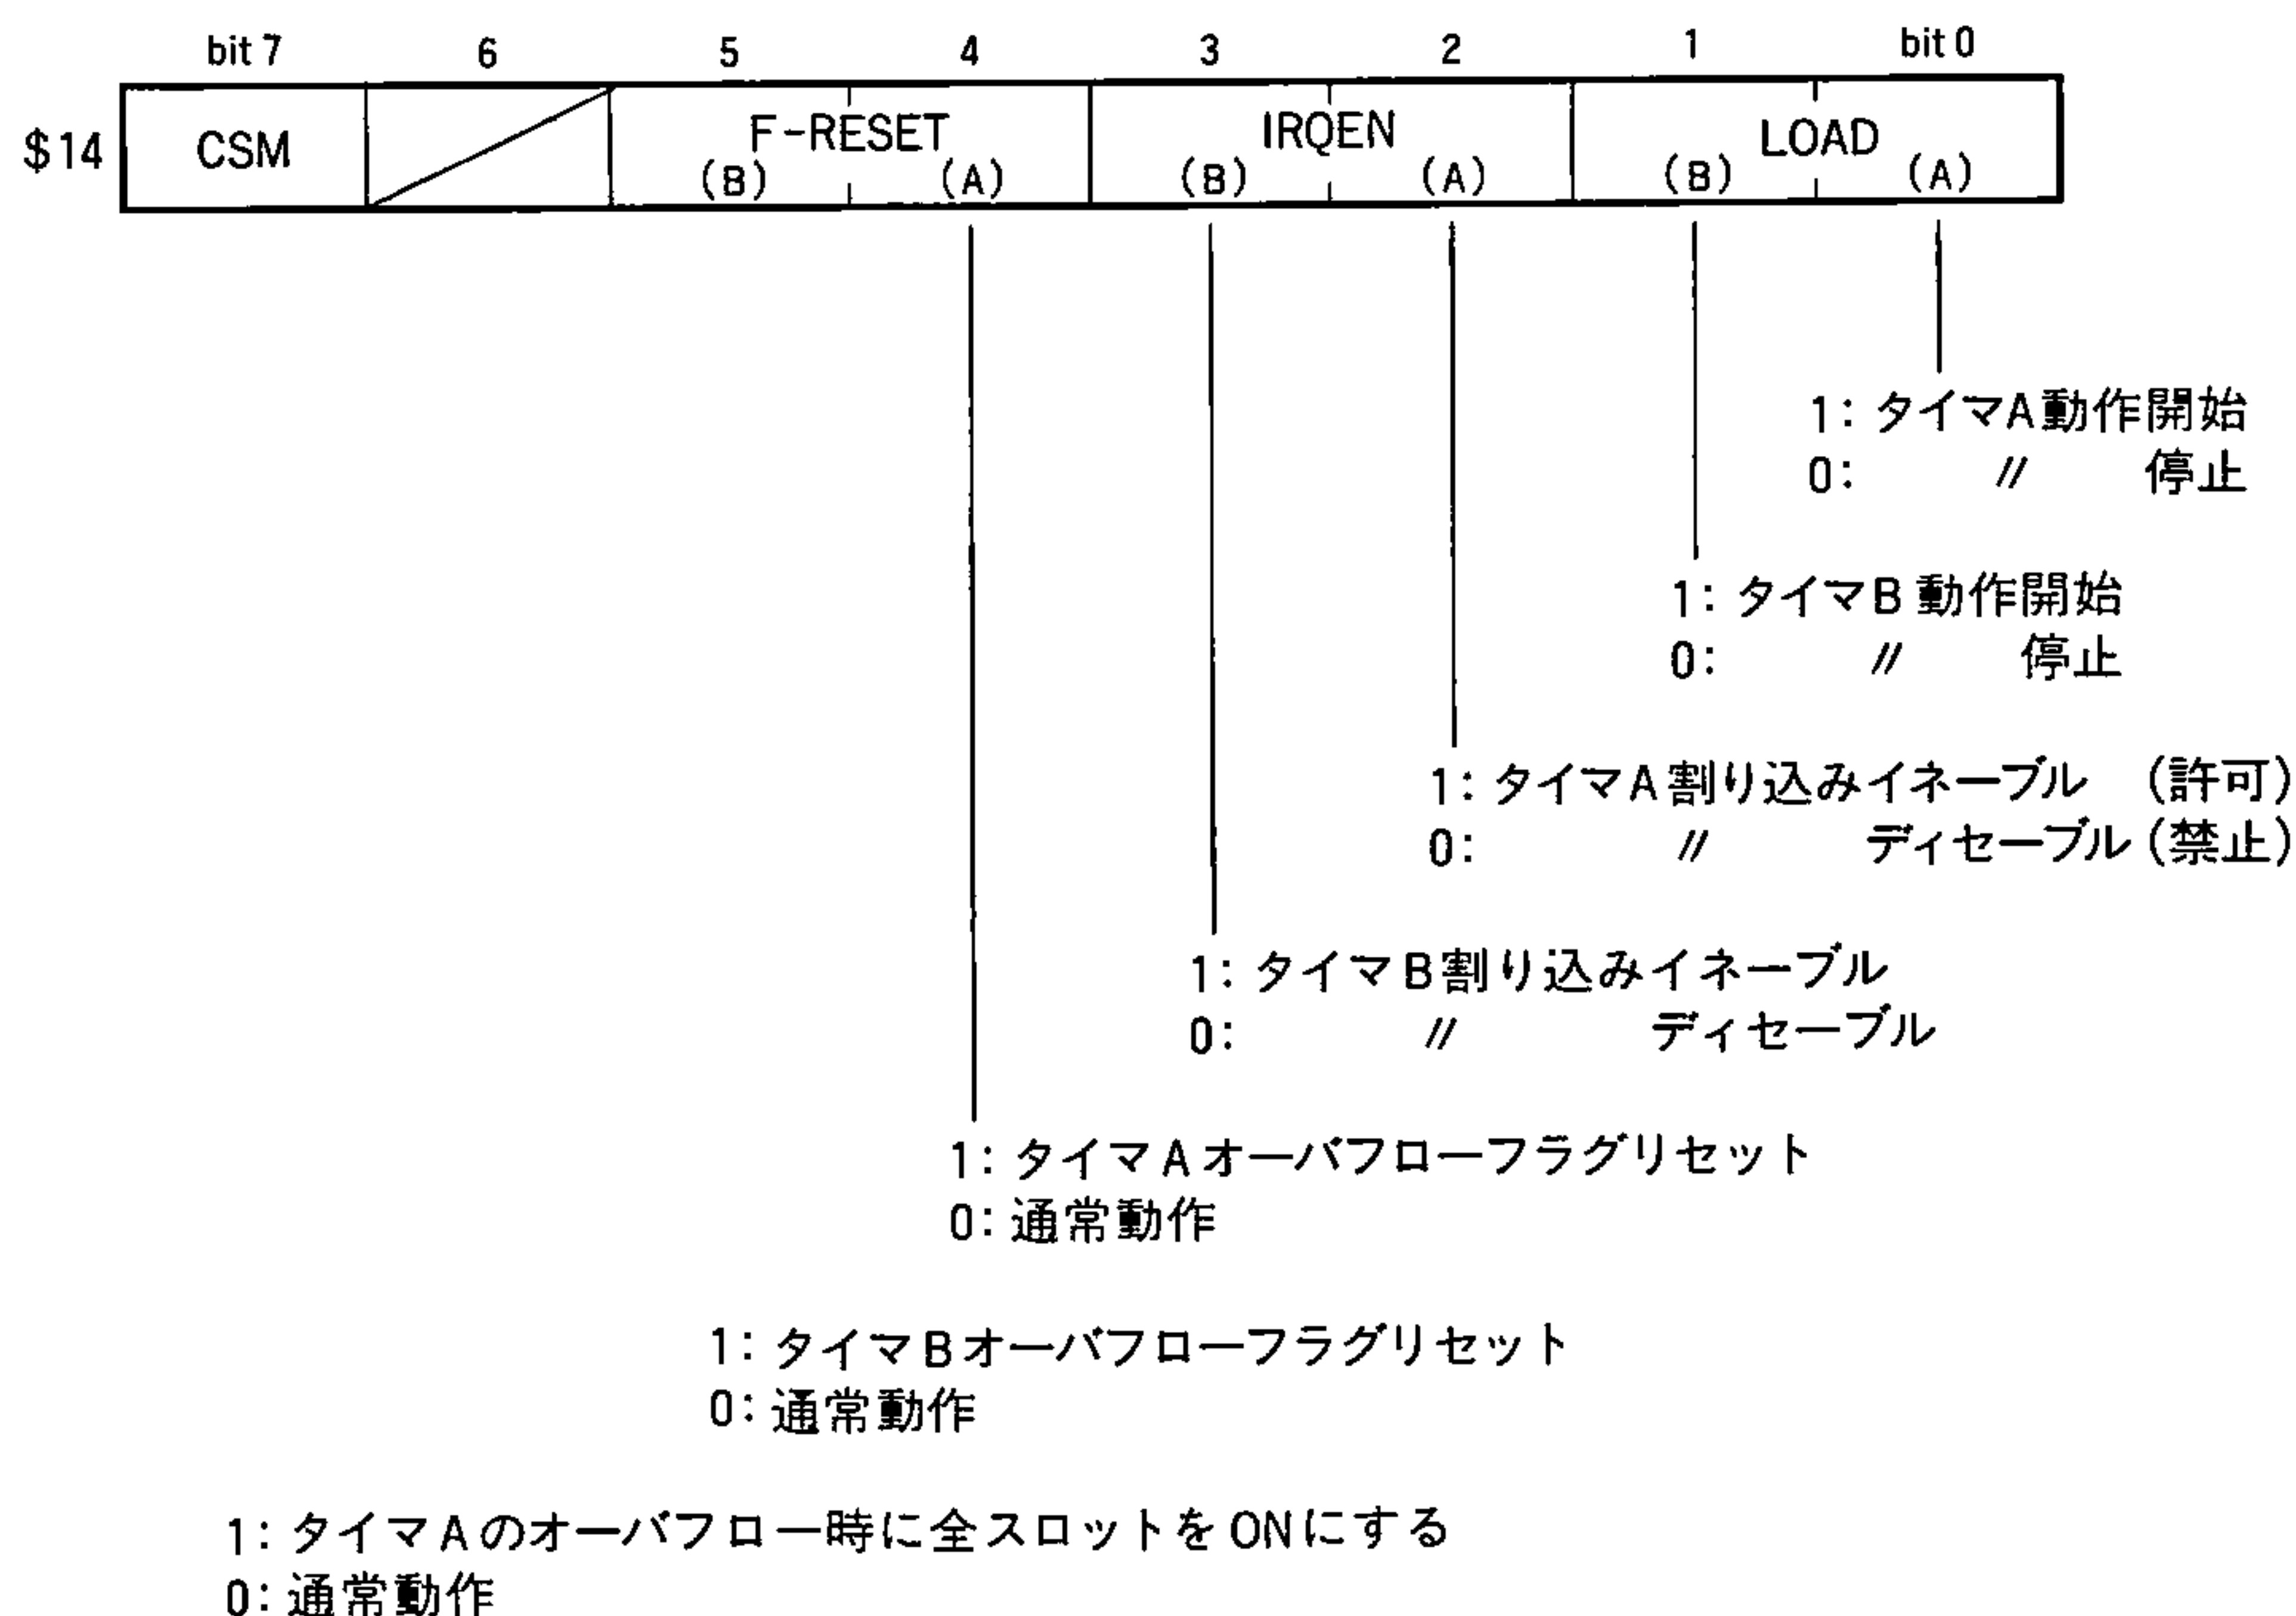 bit 7 6 5 4 3 2 1 bit 0
$14 CSM F-RESET IRQEN LOAD
(B) (A) (B) (A) (B) (A)
1: タイマA動作開始
0: 〃 停止
1: タイマB動作開始
0: 〃 停止
1: タイマA割り込みイネーブル (許可)
0: 〃 ディセーブル (禁止)
1: タイマB割り込みイネーブル
0: 〃 ディセーブル
1: タイマAオーバフローフラグリセット
0: 通常動作
1: タイマBオーバフローフラグリセット
0: 通常動作
1: タイマAのオーバフロー時に全スロットをONにする
0: 通常動作